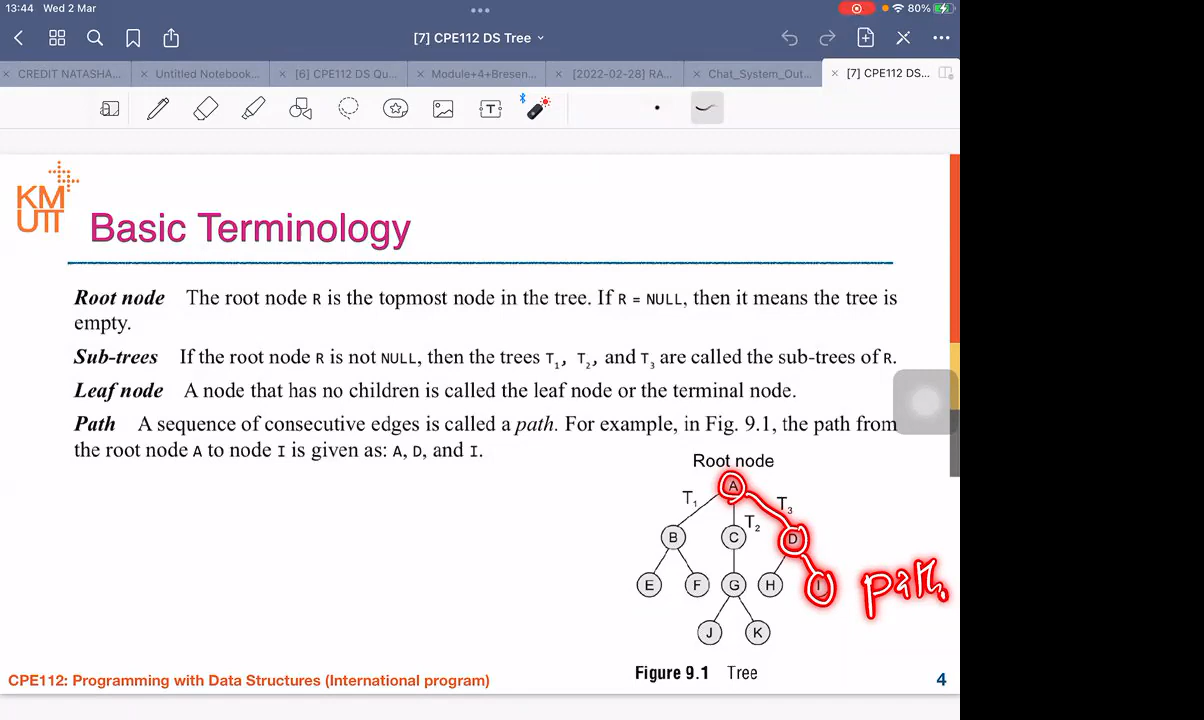 13:44 Wed 2 Mar
80%
[7] CPE112 DS Tree
CREDIT NATASHA...
Untitled Notebook...
[6] CPE112 DS Qu...
Module+4+Bresen...
[2022-02-28] RA...
Chat_System_Out...
[7] CPE112 DS...
KM
UTT
Basic Terminology
Root node The root node R is the topmost node in the tree. If R = NULL, then it means the tree is
empty.
Sub-trees If the root node R is not NULL, then the trees T1, T2, and T3 are called the sub-trees of R.
Leaf node A node that has no children is called the leaf node or the terminal node.
Path A sequence of consecutive edges is called a path. For example, in Fig. 9.1, the path from
the root node A to node I is given as: A, D, and I.
Root node
A
T1 T2 T3
B C D
E F G H I
path.
J K
Figure 9.1 Tree
CPE112: Programming with Data Structures (International program)
4